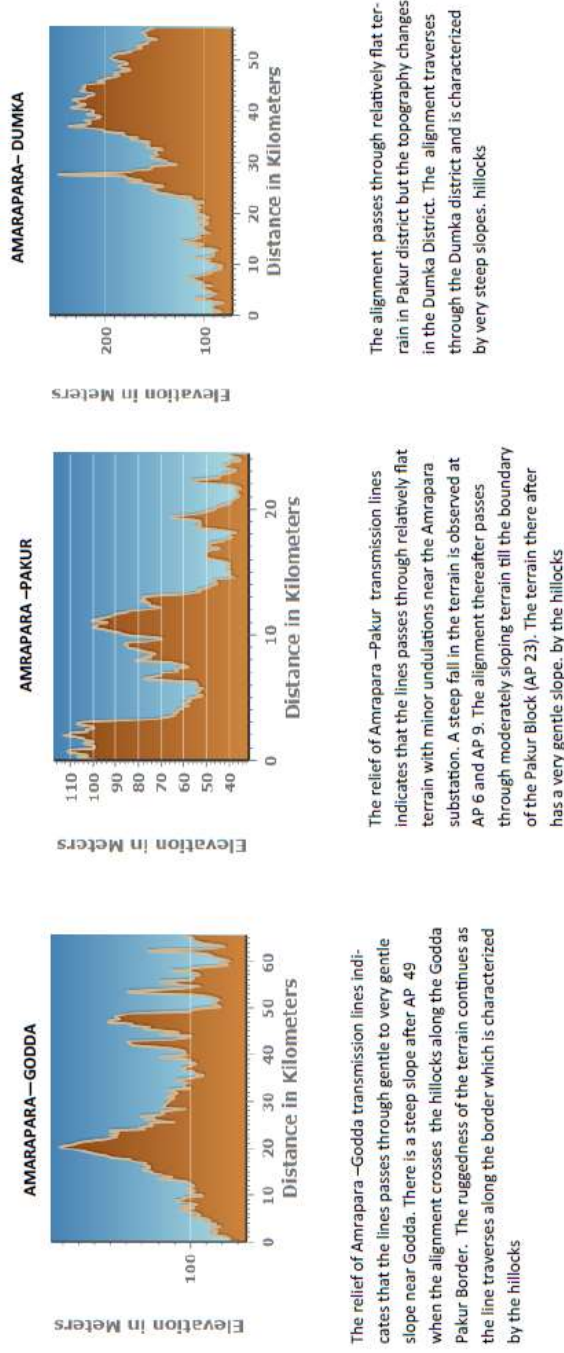 AMARAPARA—GODDA
Elevation in Meters
100
0 10 20 30 40 50 60
Distance in Kilometers
The relief of Amrapara –Godda transmission lines indi-
cates that the lines passes through gentle to very gentle
slope near Godda. There is a steep slope after AP 49
when the alignment crosses the hillocks along the Godda
Pakur Border. The ruggedness of the terrain continues as
the line traverses along the border which is characterized
by the hillocks
AMRAPARA –PAKUR
Elevation in Meters
110
100
90
80
70
60
50
40
0 10 20
Distance in Kilometers
The relief of Amrapara –Pakur transmission lines
indicates that the lines passes through relatively flat
terrain with minor undulations near the Amrapara
substation. A steep fall in the terrain is observed at
AP 6 and AP 9. The alignment thereafter passes
through moderately sloping terrain till the boundary
of the Pakur Block (AP 23). The terrain there after
has a very gentle slope. by the hillocks
AMARAPARA– DUMKA
Elevation in Meters
200
100
0 10 20 30 40 50
Distance in Kilometers
The alignment passes through relatively flat ter-
rain in Pakur district but the topography changes
in the Dumka District. The alignment traverses
through the Dumka district and is characterized
by very steep slopes. hillocks